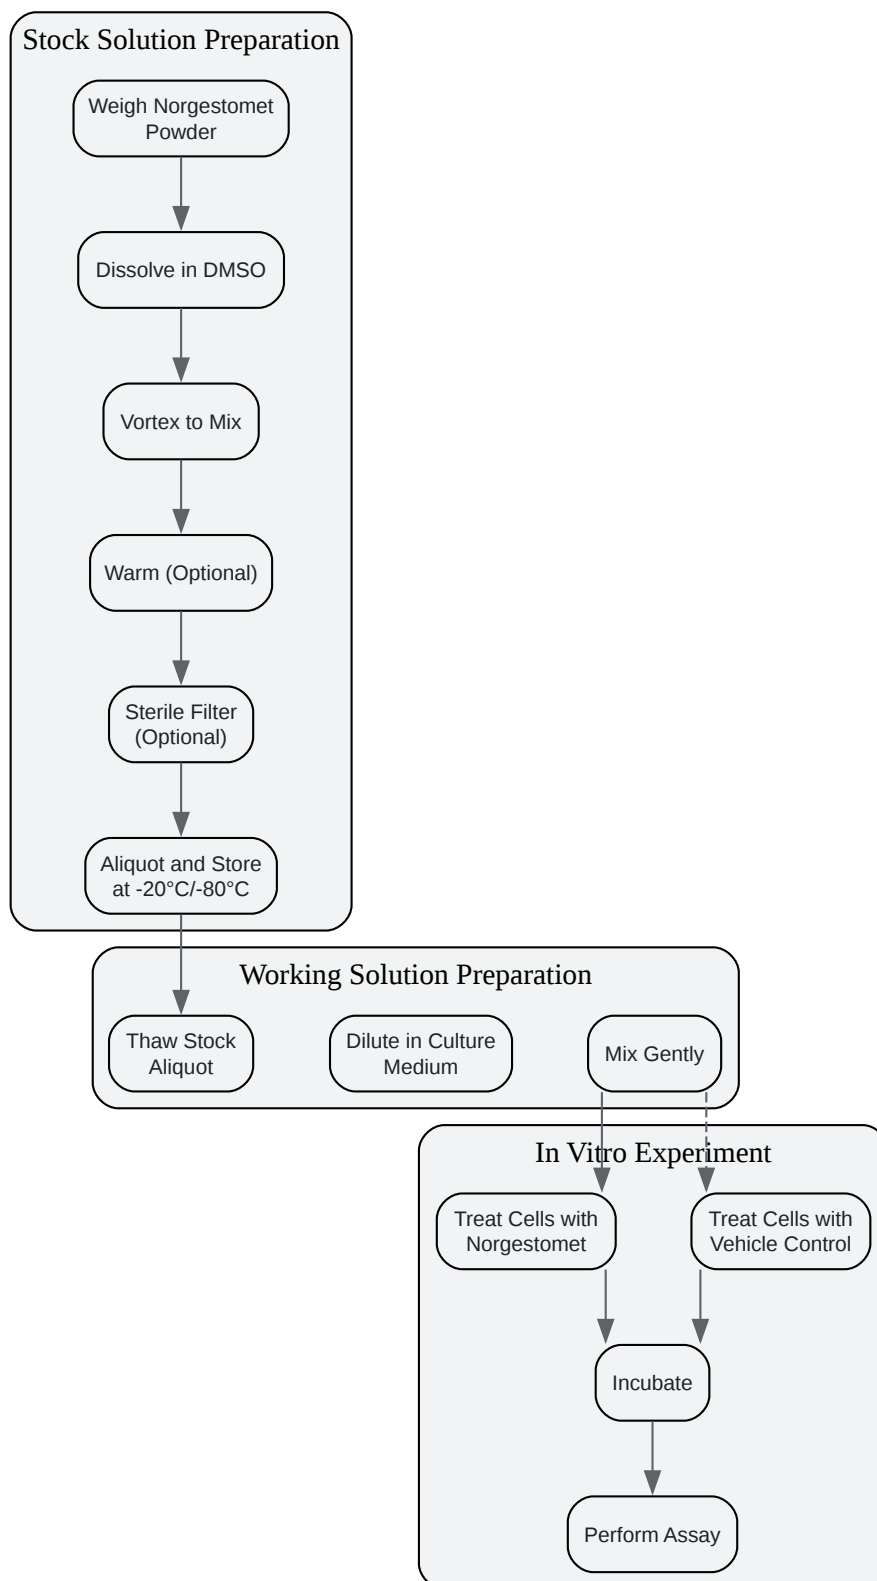 Stock Solution Preparation
Weigh Norgestomet
Powder
Dissolve in DMSO
Vortex to Mix
Warm (Optional)
Sterile Filter
(Optional)
Aliquot and Store
at -20°C/-80°C
Working Solution Preparation
Thaw Stock
Aliquot
Dilute in Culture
Medium
Mix Gently
In Vitro Experiment
Treat Cells with
Norgestomet
Treat Cells with
Vehicle Control
Incubate
Perform Assay